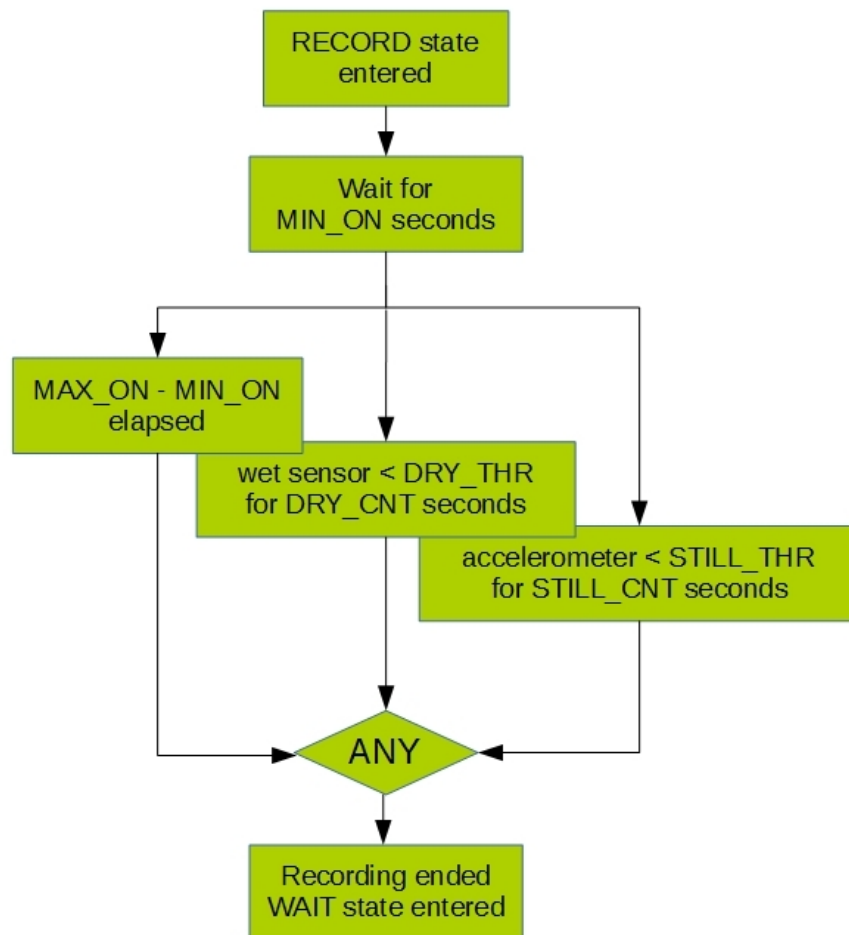 RECORD state
entered
Wait for
MIN_ON seconds
MAX_ON - MIN_ON
elapsed
wet sensor < DRY_THR
for DRY_CNT seconds
accelerometer < STILL_THR
for STILL_CNT seconds
ANY
Recording ended
WAIT state entered